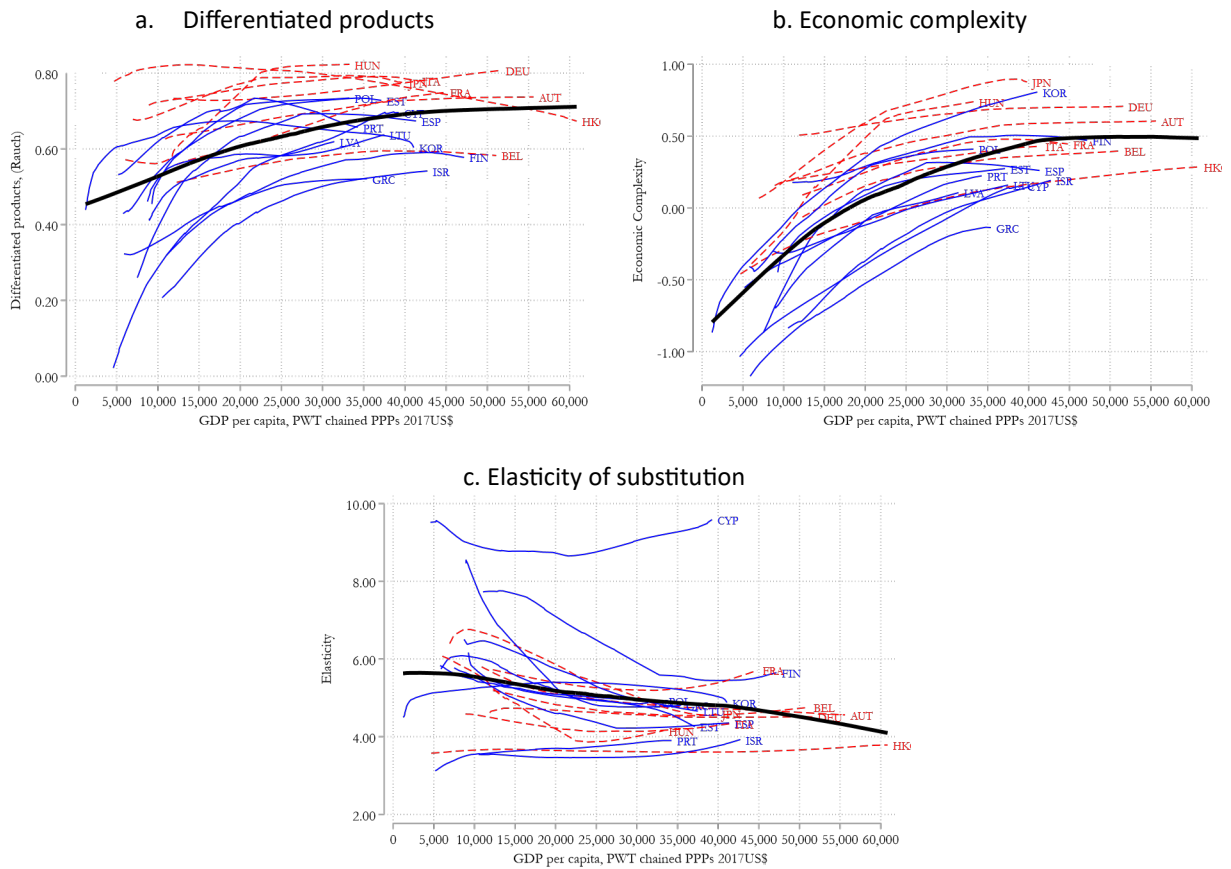 a. Differentiated products
Differentiated products, (Rauch)
0.80
0.60
0.40
0.20
0.00
HUN
DEU
ITA
JPN
FRA
AUT
POL
EST
CYP
ESP
HK
PRT
LTU
LVA
KOR
BEL
FIN
ISR
GRC
0 5,000 10,000 15,000 20,000 25,000 30,000 35,000 40,000 45,000 50,000 55,000 60,000
GDP per capita, PWT chained PPPs 2017US$
b. Economic complexity
Economic Complexity
1.00
0.50
0.00
-0.50
-1.00
JPN
KOR
HUN
DEU
AUT
FIN
FRA
ITA
POL
BEL
HK
EST
ESP
PRT
ISR
CYP
LVA
GRC
0 5,000 10,000 15,000 20,000 25,000 30,000 35,000 40,000 45,000 50,000 55,000 60,000
GDP per capita, PWT chained PPPs 2017US$
c. Elasticity of substitution
Elasticity
10.00
8.00
6.00
4.00
2.00
CYP
FRA
FIN
POL
KOR
BEL
AUT
DEU
EST
ESP
HUN
PRT
ISR
HK
0 5,000 10,000 15,000 20,000 25,000 30,000 35,000 40,000 45,000 50,000 55,000 60,000
GDP per capita, PWT chained PPPs 2017US$